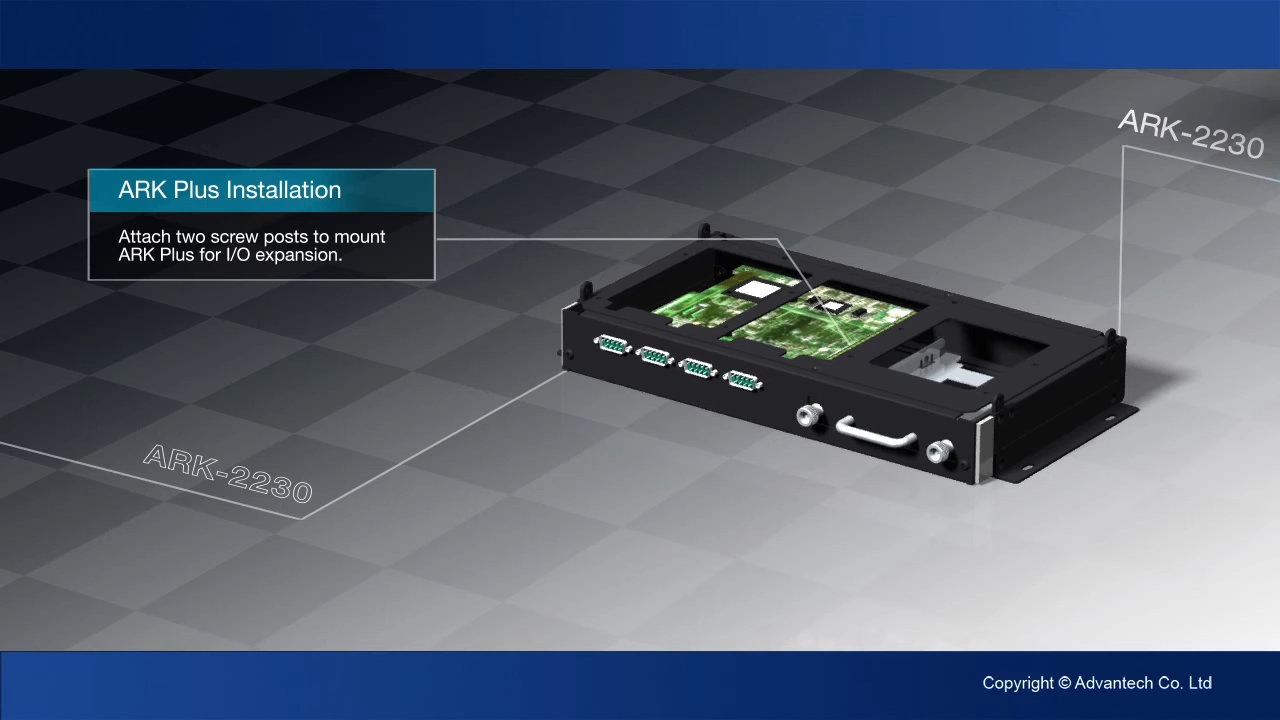 ARK-2230
ARK Plus Installation
Attach two screw posts to mount
ARK Plus for I/O expansion.
ARK-2230
Copyright © Advantech Co. Ltd